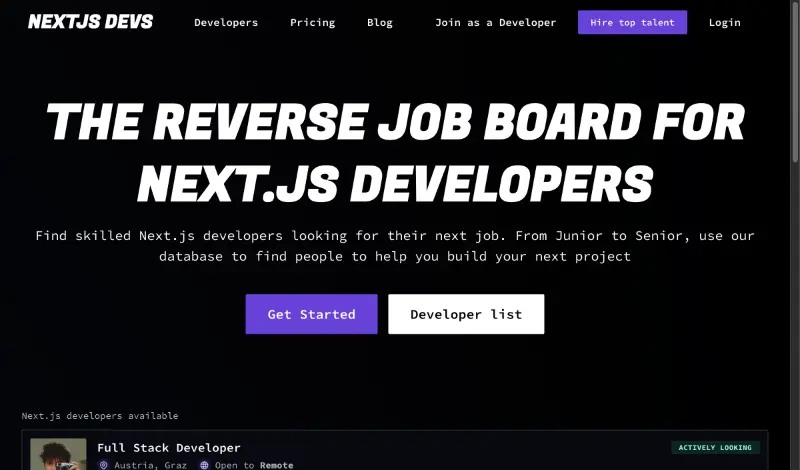 NEXTJS DEVS
Developers
Pricing
Blog
Join as a Developer
Hire top talent
Login
THE REVERSE JOB BOARD FOR
NEXT.JS DEVELOPERS
Find skilled Next.js developers looking for their next job. From Junior to Senior, use our
database to find people to help you build your next project
Get Started
Developer list
Next.js developers available
Full Stack Developer
ACTIVELY LOOKING
Austria, Graz
Open to Remote